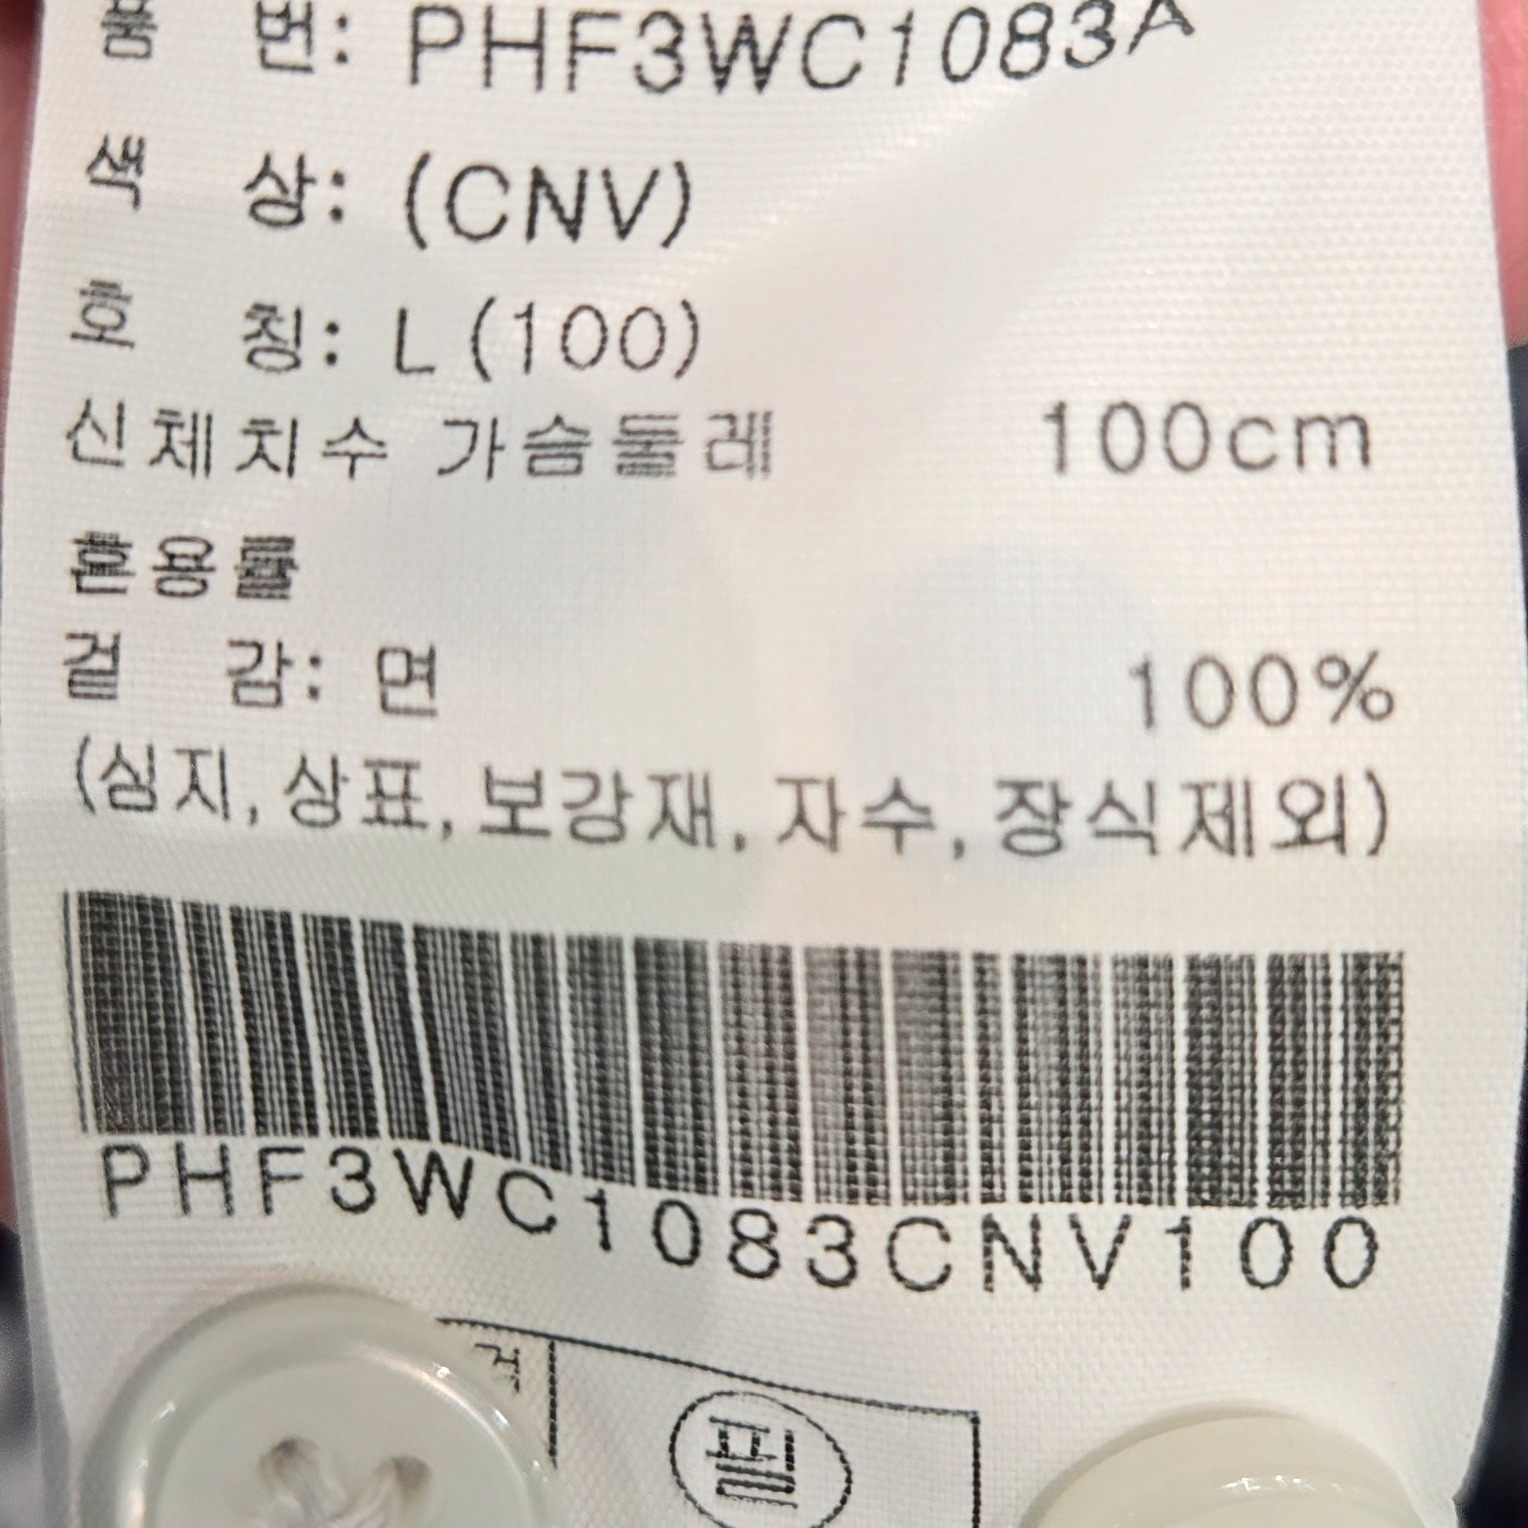 품 번: PHF3WC1083A
색 상: (CNV)
호 칭: L (100)
신체치수 가슴둘레 100cm
혼용률
겉 감: 면 100%
(심지, 상표, 보강재, 자수, 장식제외)
PHF3WC1083CNV100